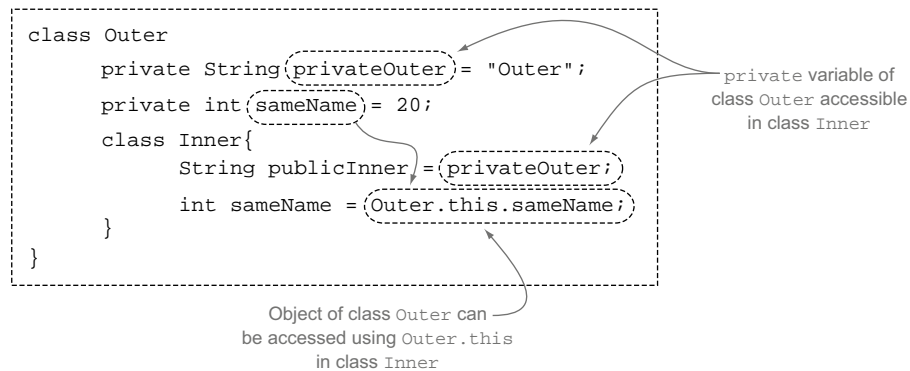 class Outer
private String privateOuter = "Outer";
private int sameName = 20;
class Inner{
String publicInner = privateOuter;
int sameName = Outer.this.sameName;
}
}
private variable of
class Outer accessible
in class Inner
Object of class Outer can
be accessed using Outer.this
in class Inner